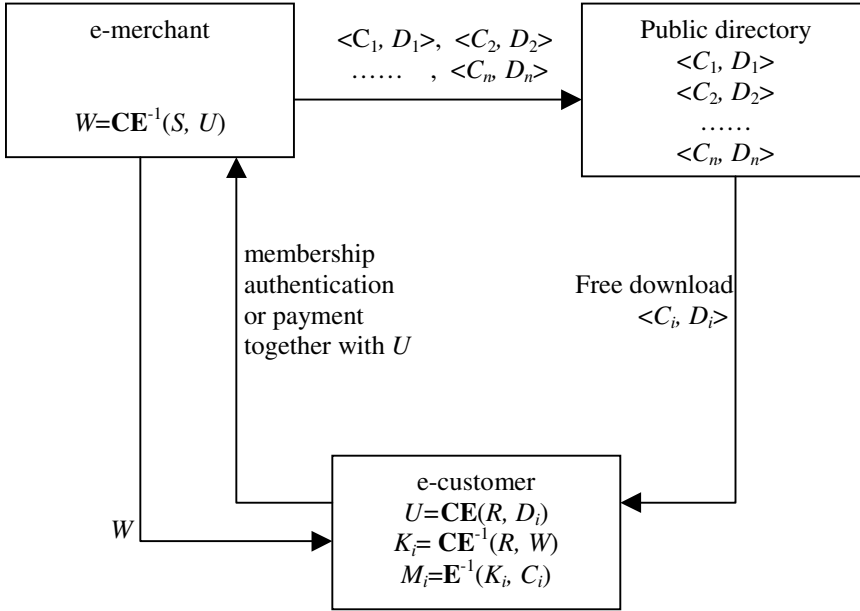 e-merchant
W=CE⁻¹(S, U)
<C₁, D₁>, <C₂, D₂>
…… , <Cₙ, Dₙ>
Public directory
<C₁, D₁>
<C₂, D₂>
……
<Cₙ, Dₙ>
membership
authentication
or payment
together with U
Free download
<Cᵢ, Dᵢ>
W
e-customer
U=CE(R, Dᵢ)
Kᵢ= CE⁻¹(R, W)
Mᵢ=E⁻¹(Kᵢ, Cᵢ)